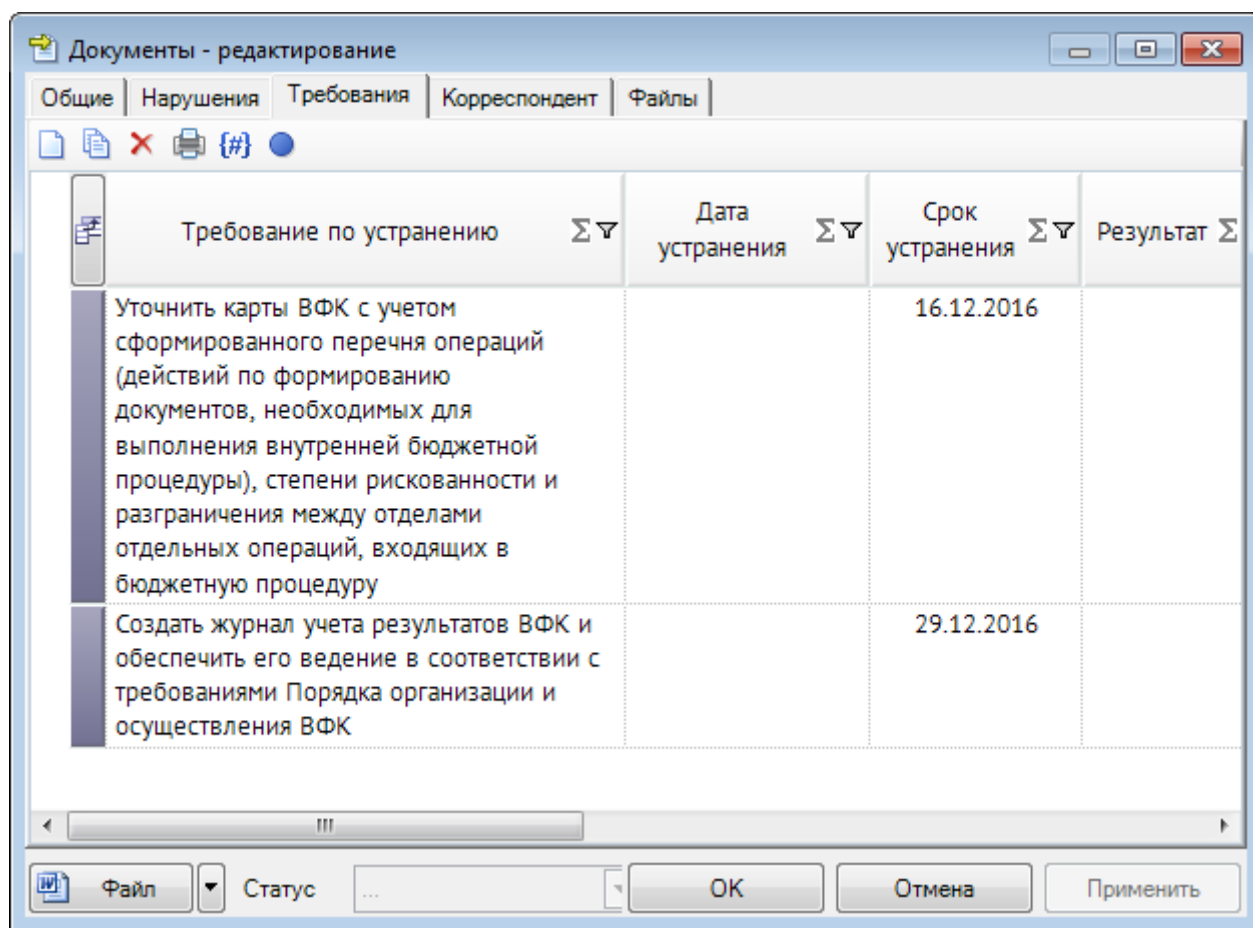 Документы - редактирование
Общие Нарушения Требования Корреспондент Файлы
{#}
Требование по устранению Σ Дата устранения Σ Срок устранения Σ Результат Σ
Уточнить карты ВФК с учетом 16.12.2016
сформированного перечня операций
(действий по формированию
документов, необходимых для
выполнения внутренней бюджетной
процедуры), степени рискованности и
разграничения между отделами
отдельных операций, входящих в
бюджетную процедуру
Создать журнал учета результатов ВФК и 29.12.2016
обеспечить его ведение в соответствии с
требованиями Порядка организации и
осуществления ВФК
Файл Статус ... OK Отмена Применить